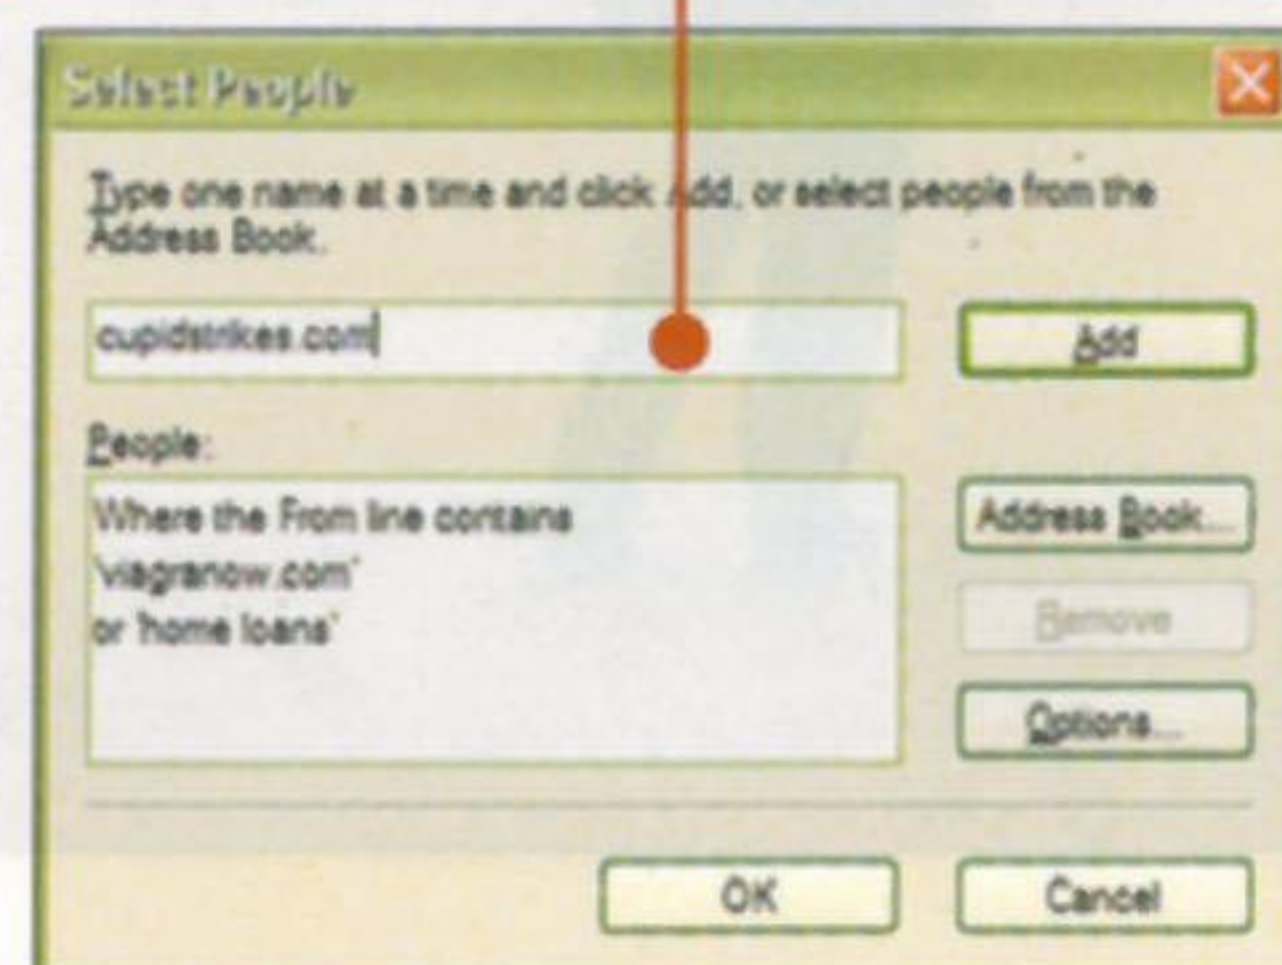 Select People
Type one name at a time and click Add, or select people from the
Address Book.
cupidstrikes.com
Add
People:
Where the From line contains
'viagranow.com'
or 'home loans'
Address Book...
Remove
Options...
OK
Cancel